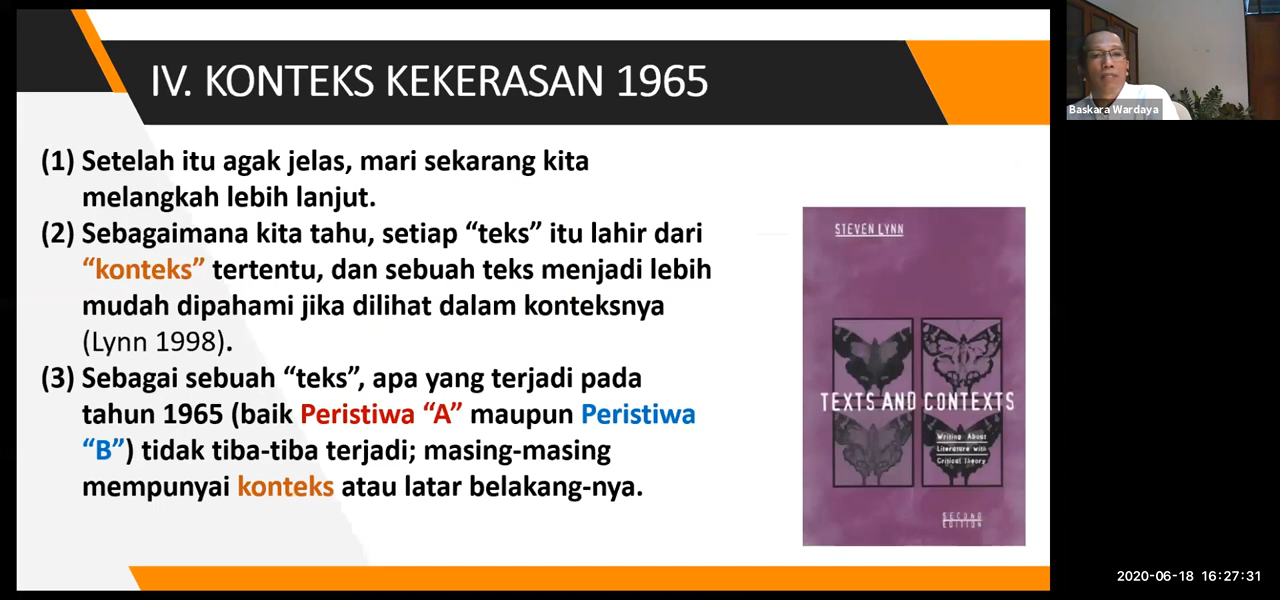 IV. KONTEKS KEKERASAN 1965
(1) Setelah itu agak jelas, mari sekarang kita
melangkah lebih lanjut.
(2) Sebagaimana kita tahu, setiap “teks” itu lahir dari
“konteks” tertentu, dan sebuah teks menjadi lebih
mudah dipahami jika dilihat dalam konteksnya
(Lynn 1998).
(3) Sebagai sebuah “teks”, apa yang terjadi pada
tahun 1965 (baik Peristiwa “A” maupun Peristiwa
“B”) tidak tiba-tiba terjadi; masing-masing
mempunyai konteks atau latar belakang-nya.
STEVEN LYNN
TEXTS AND CONTEXTS
Writing About
Literature with
Critical Theory
SECOND
EDITION
Baskara Wardaya
2020-06-18 16:27:31